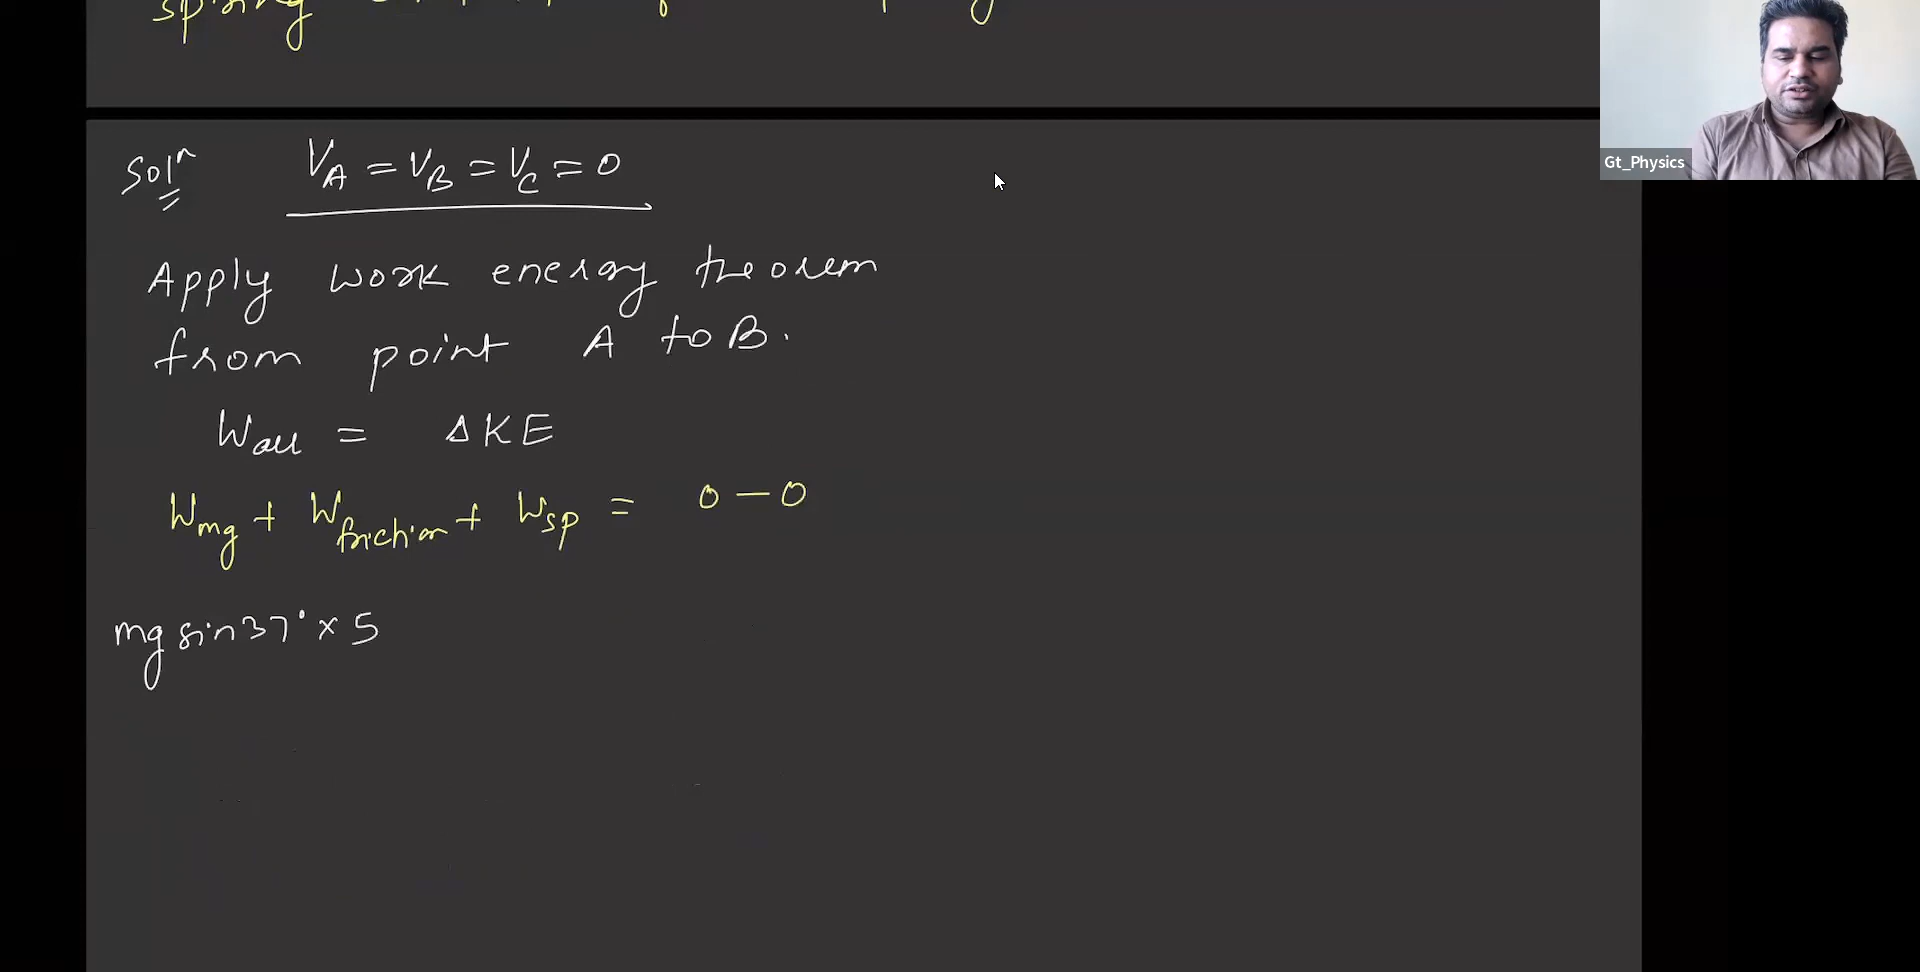 spring
Gt_Physics
Solⁿ V_A = V_B = V_C = 0
Apply work energy theorem
from point A to B.
W_all = ΔKE
W_mg + W_friction + W_sp = 0 - 0
mg sin37° × 5